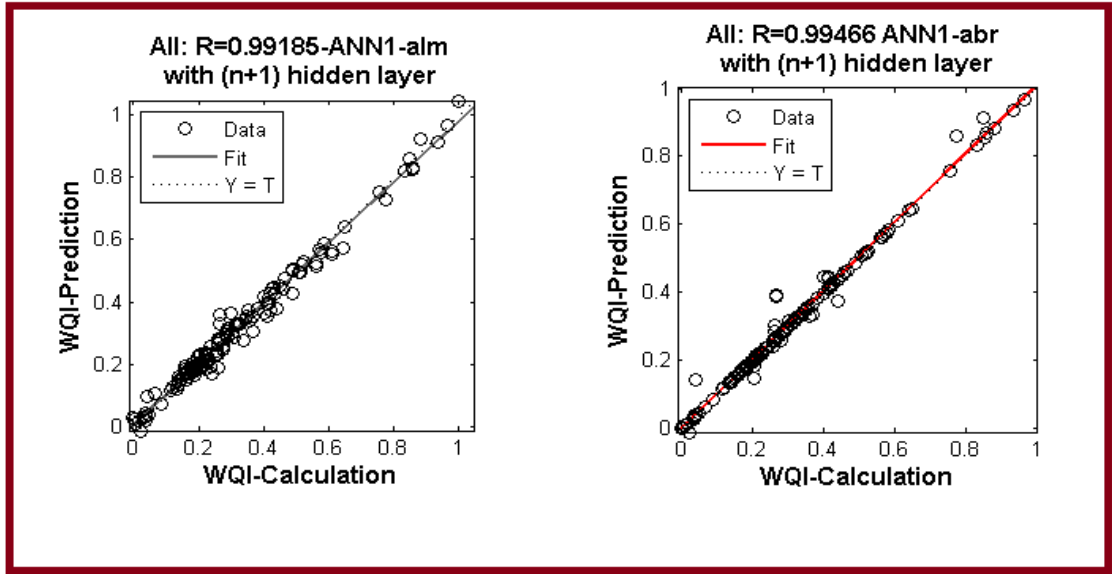 All: R=0.99185-ANN1-alm
with (n+1) hidden layer
1
0.8
0.6
0.4
0.2
0
WQI-Prediction
Data
Fit
Y = T
0 0.2 0.4 0.6 0.8 1
WQI-Calculation
All: R=0.99466 ANN1-abr
with (n+1) hidden layer
1
0.8
0.6
0.4
0.2
0
WQI-Prediction
Data
Fit
Y = T
0 0.2 0.4 0.6 0.8 1
WQI-Calculation